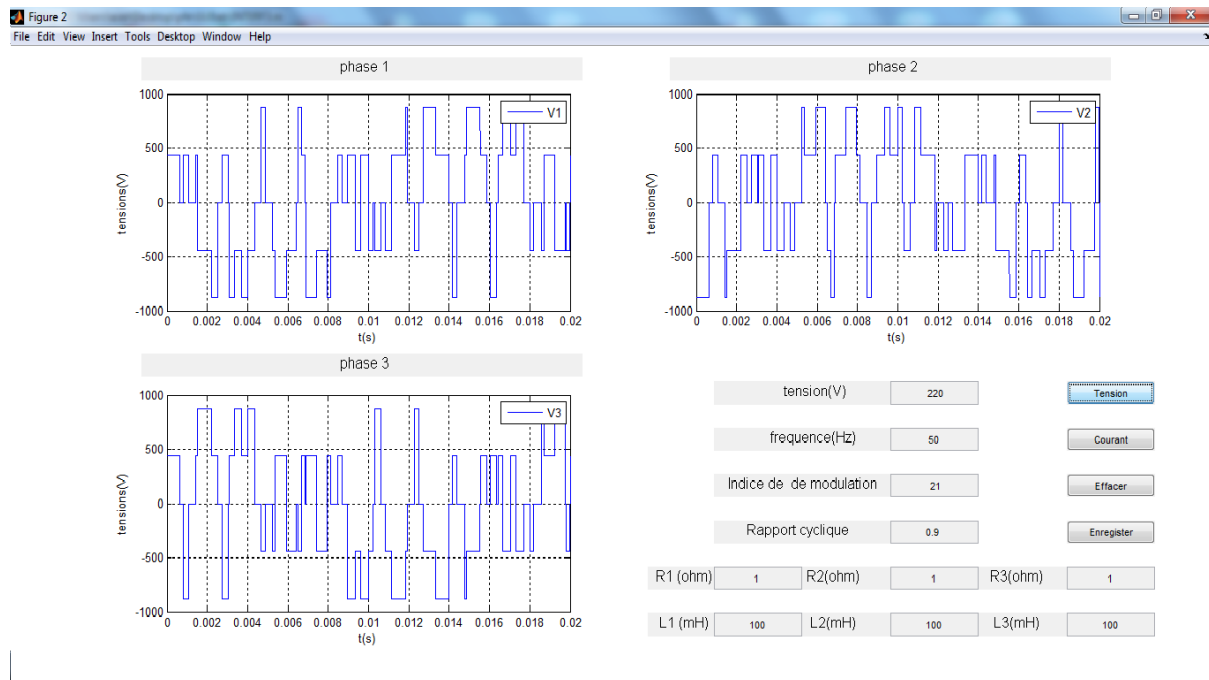 Figure 2
File Edit View Insert Tools Desktop Window Help
phase 1
1000
500
0
-500
-1000
tensions(V)
V1
0 0.002 0.004 0.006 0.008 0.01 0.012 0.014 0.016 0.018 0.02
t(s)
phase 2
1000
500
0
-500
-1000
tensions(V)
V2
0 0.002 0.004 0.006 0.008 0.01 0.012 0.014 0.016 0.018 0.02
t(s)
phase 3
1000
500
0
-500
-1000
tensions(V)
V3
0 0.002 0.004 0.006 0.008 0.01 0.012 0.014 0.016 0.018 0.02
t(s)
tension(V) 220 Tension
frequence(Hz) 50 Courant
Indice de de modulation 21 Effacer
Rapport cyclique 0.9 Enregister
R1 (ohm) 1 R2(ohm) 1 R3(ohm) 1
L1 (mH) 100 L2(mH) 100 L3(mH) 100